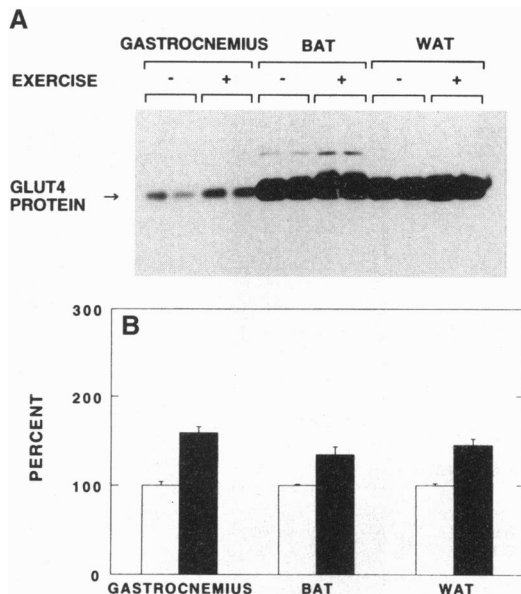 A
GASTROCNEMIUS BAT WAT
EXERCISE - + - + - +
GLUT4
PROTEIN →
B
300
200
100
0
PERCENT
GASTROCNEMIUS BAT WAT